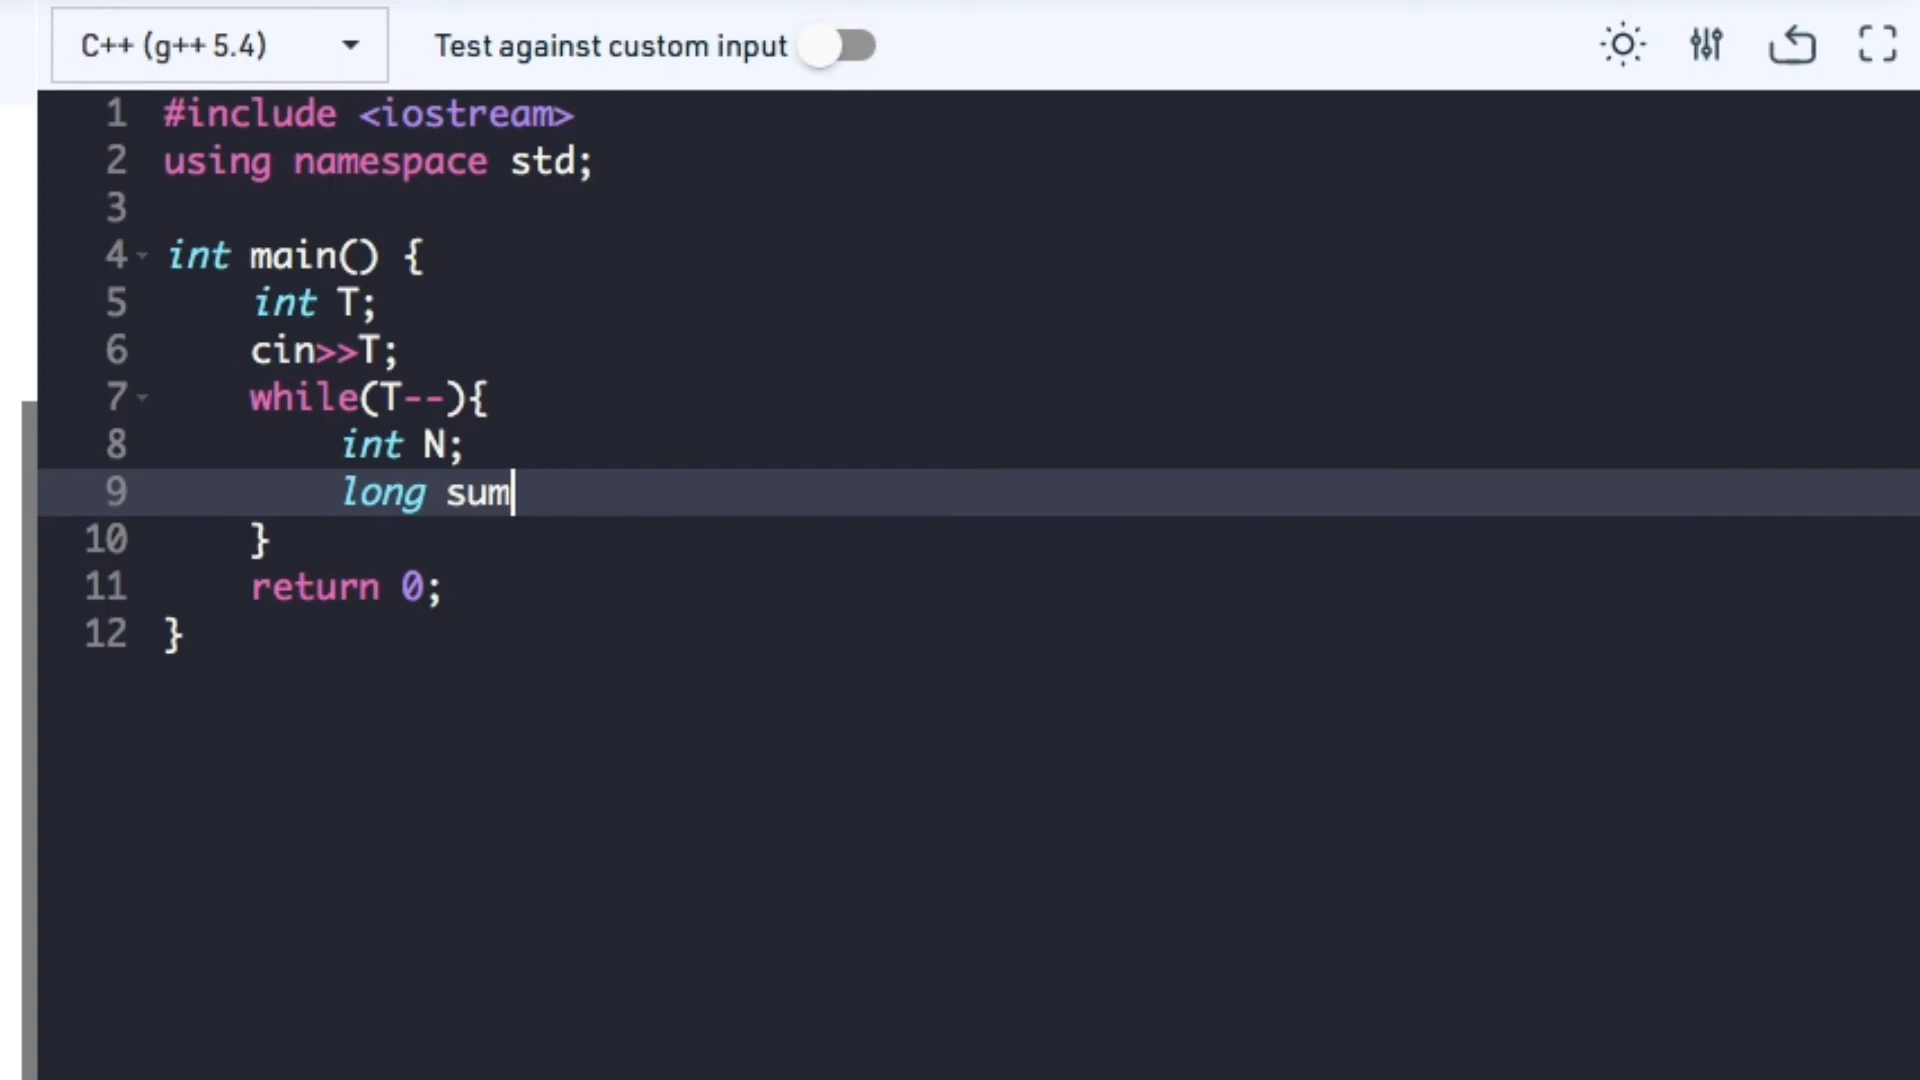 C++ (g++ 5.4) Test against custom input
1 #include <iostream>
2 using namespace std;
3
4 int main() {
5 int T;
6 cin>>T;
7 while(T--){
8 int N;
9 long sum
10 }
11 return 0;
12 }